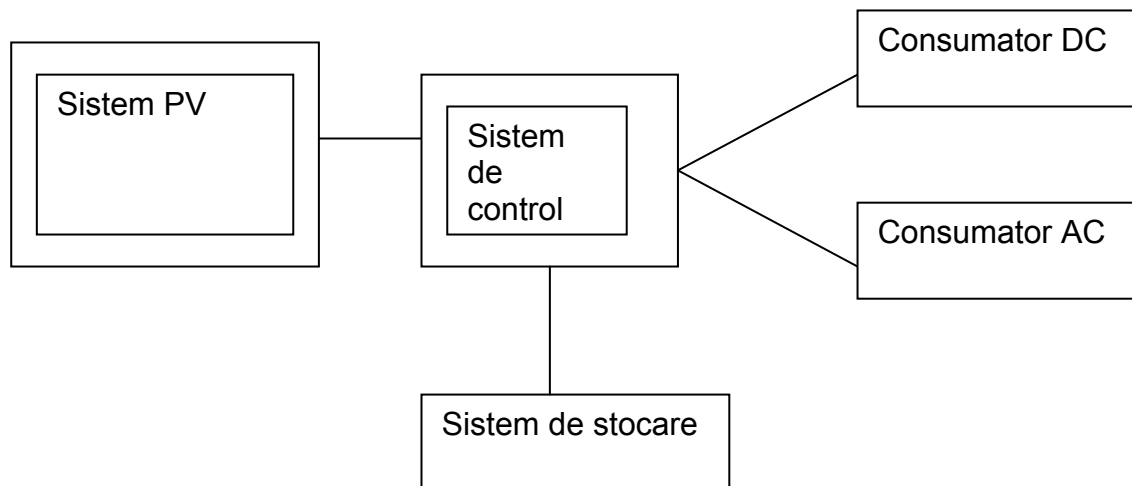 Sistem PV
Sistem
de
control
Consumator DC
Consumator AC
Sistem de stocare